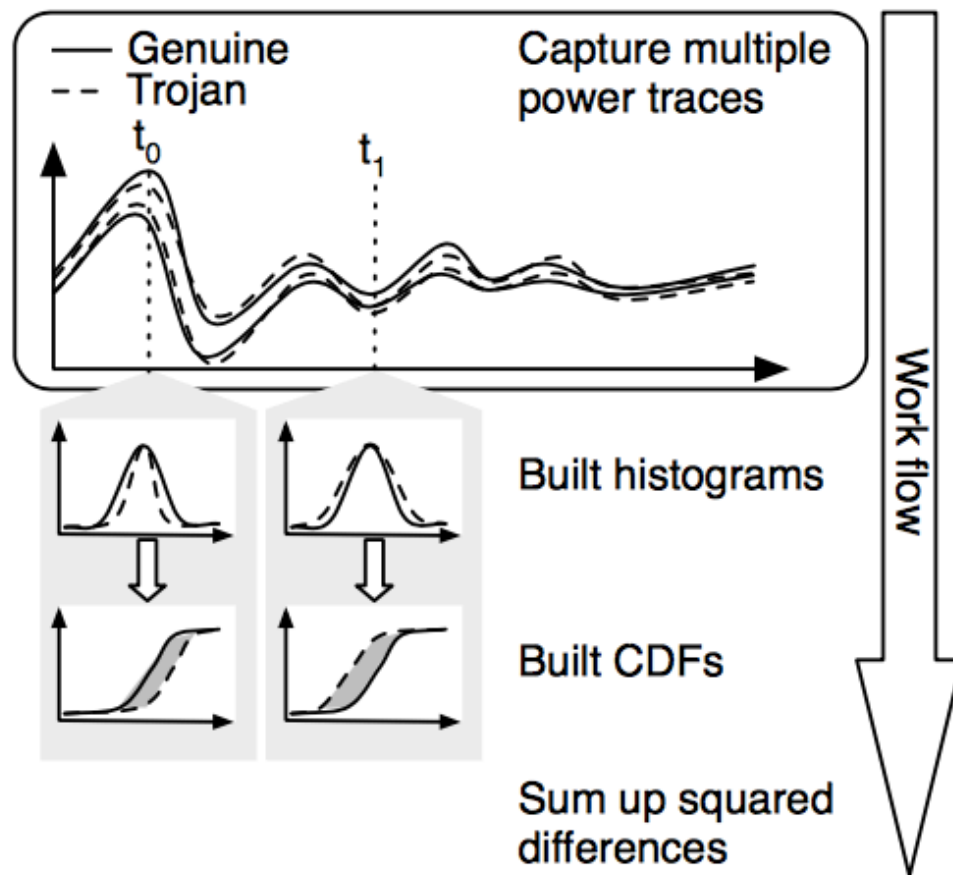 Genuine
Trojan
Capture multiple
power traces
t0
t1
Work flow
Built histograms
Built CDFs
Sum up squared
differences